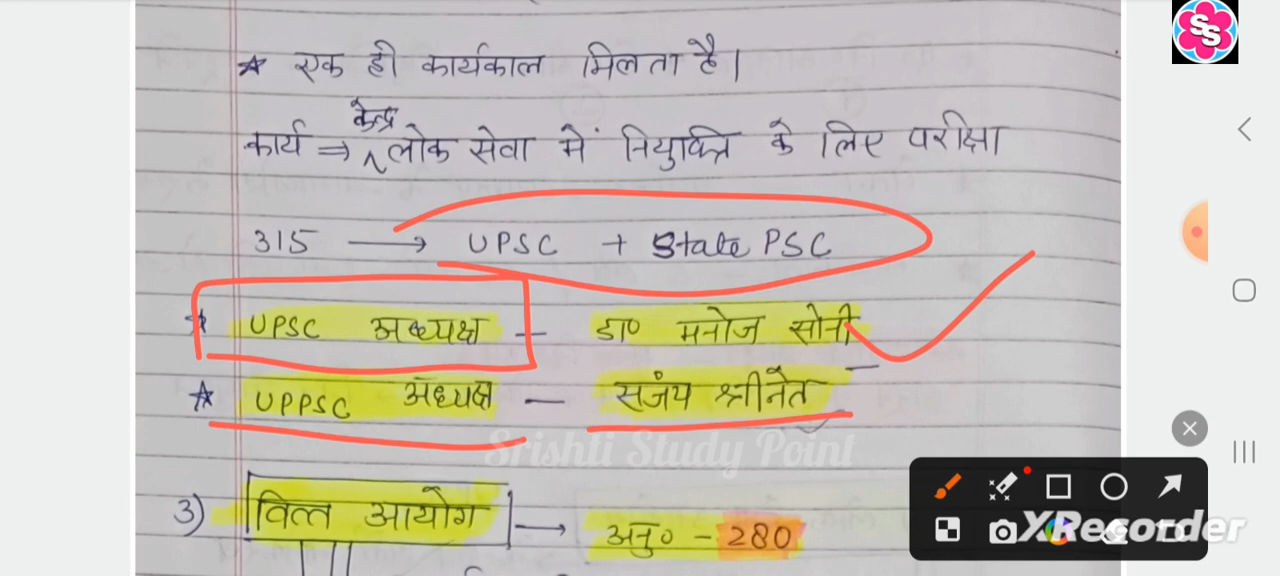 SS
★ एक ही कार्यकाल मिलता है।
केन्द्र
कार्य ⇒ ^ लोक सेवा में नियुक्ति के लिए परीक्षा
315 → UPSC + State PSC
★ UPSC अध्यक्ष – डा० मनोज सोनी
★ UPPSC अध्यक्ष – संजय श्रीनेत
Srishti Study Point
3) वित्त आयोग → अनु० - 280
XRecorder